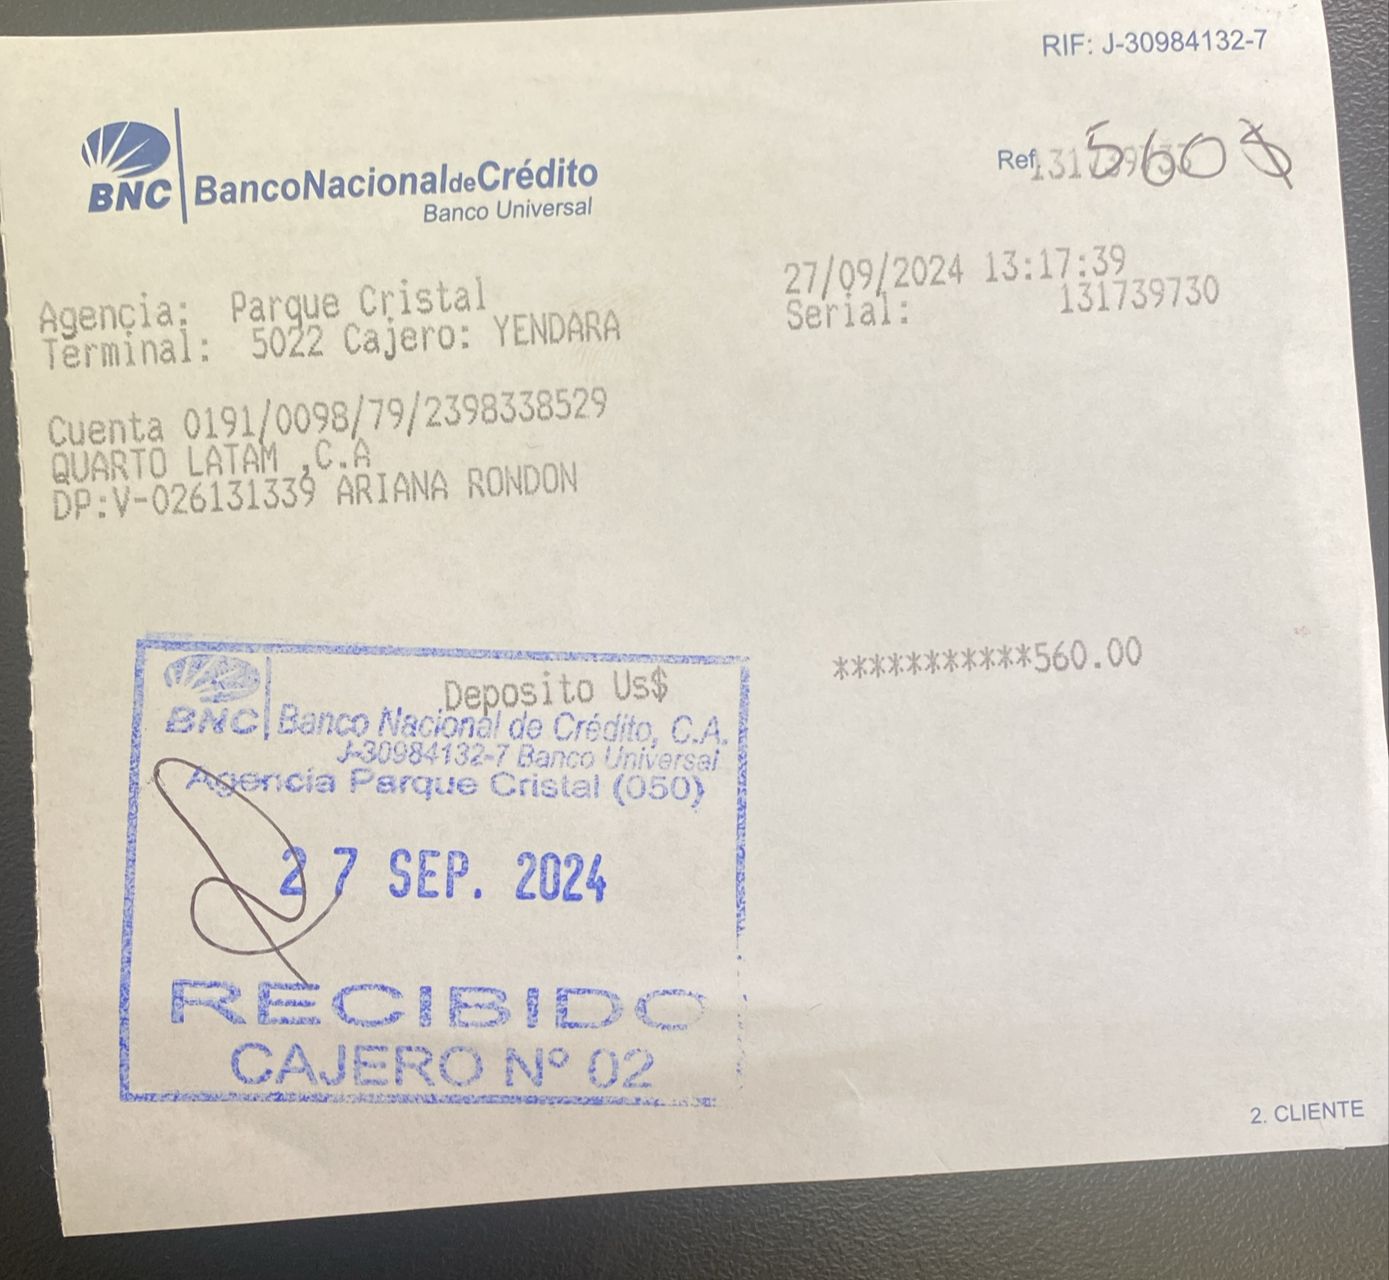 RIF: J-30984132-7
BNC BancoNacionaldeCrédito
Banco Universal
Ref.
560 $
27/09/2024 13:17:39
Serial: 131739730
Agencia: Parque Cristal
Terminal: 5022 Cajero: YENDARA
Cuenta 0191/0098/79/2398338529
QUARTO LATAM ,C.A
DP:V-026131339 ARIANA RONDON
Deposito Us$ ***********560.00
BNC Banco Nacional de Crédito, C.A.
J-30984132-7 Banco Universal
Agencia Parque Cristal (050)
27 SEP. 2024
RECIBIDO
CAJERO Nº 02
2. CLIENTE